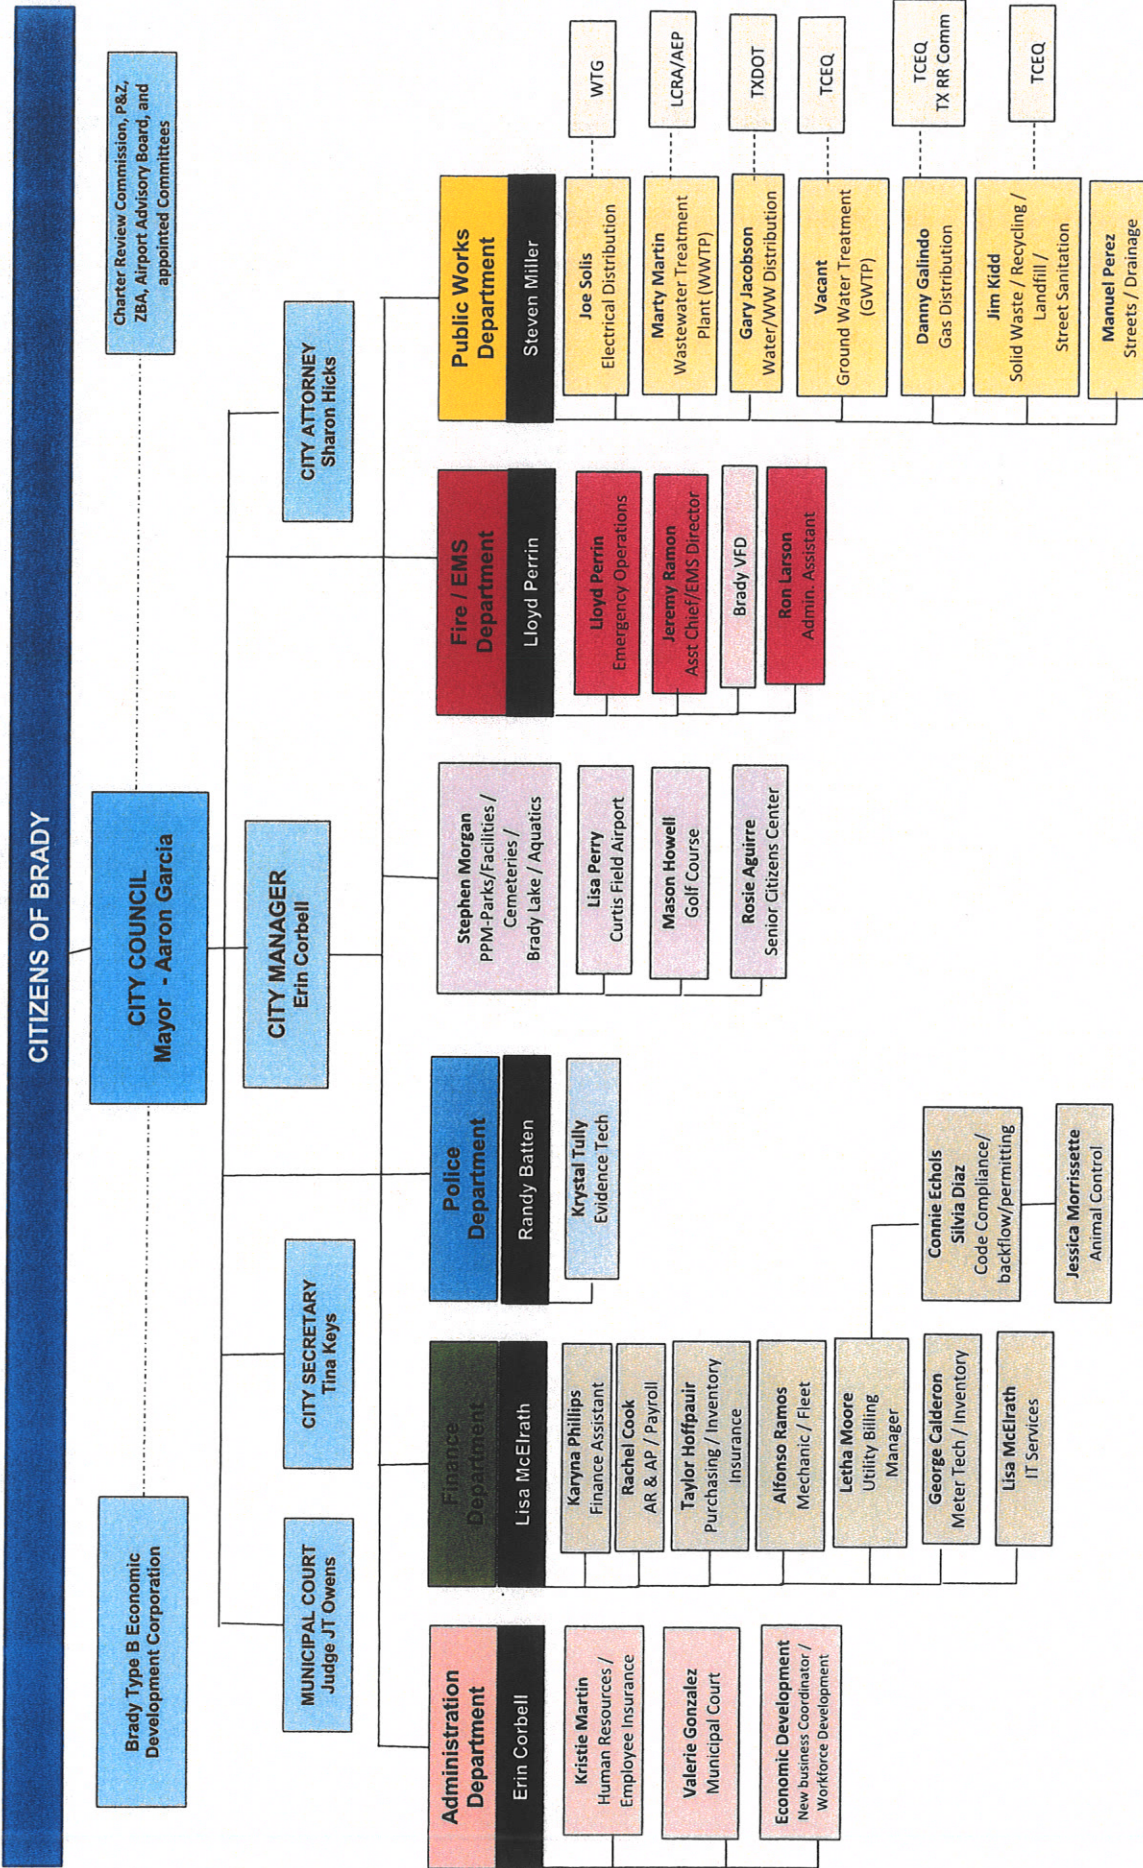 CITIZENS OF BRADY
Brady Type B Economic
Development Corporation
CITY COUNCIL
Mayor - Aaron Garcia
Charter Review Commission, P&Z,
ZBA, Airport Advisory Board, and
appointed Committees
CITY MANAGER
Erin Corbell
MUNICIPAL COURT
Judge JT Owens
CITY SECRETARY
Tina Keys
CITY ATTORNEY
Sharon Hicks
Administration
Department
Erin Corbell
Kristie Martin
Human Resources /
Employee Insurance
Valerie Gonzalez
Municipal Court
Economic Development
New business Coordinator /
Workforce Development
Finance
Department
Lisa McElrath
Karyna Phillips
Finance Assistant
Rachel Cook
AR & AP / Payroll
Taylor Hoffpauir
Purchasing / Inventory
Insurance
Alfonso Ramos
Mechanic / Fleet
Letha Moore
Utility Billing
Manager
George Calderon
Meter Tech / Inventory
Lisa McElrath
IT Services
Connie Echols
Silvia Diaz
Code Compliance/
backflow/permitting
Jessica Morrissette
Animal Control
Police
Department
Randy Batten
Krystal Tully
Evidence Tech
Stephen Morgan
PPM-Parks/Facilities /
Cemeteries /
Brady Lake / Aquatics
Lisa Perry
Curtis Field Airport
Mason Howell
Golf Course
Rosie Aguirre
Senior Citizens Center
Fire / EMS
Department
Lloyd Perrin
Lloyd Perrin
Emergency Operations
Jeremy Ramon
Asst Chief/EMS Director
Brady VFD
Ron Larson
Admin. Assistant
Public Works
Department
Steven Miller
Joe Solis
Electrical Distribution
WTG
Marty Martin
Wastewater Treatment
Plant (WWTP)
LCRA/AEP
Gary Jacobson
Water/WW Distribution
TXDOT
Vacant
Ground Water Treatment
(GWTP)
TCEQ
Danny Galindo
Gas Distribution
TCEQ
TX RR Comm
Jim Kidd
Solid Waste / Recycling /
Landfill /
Street Sanitation
TCEQ
Manuel Perez
Streets / Drainage